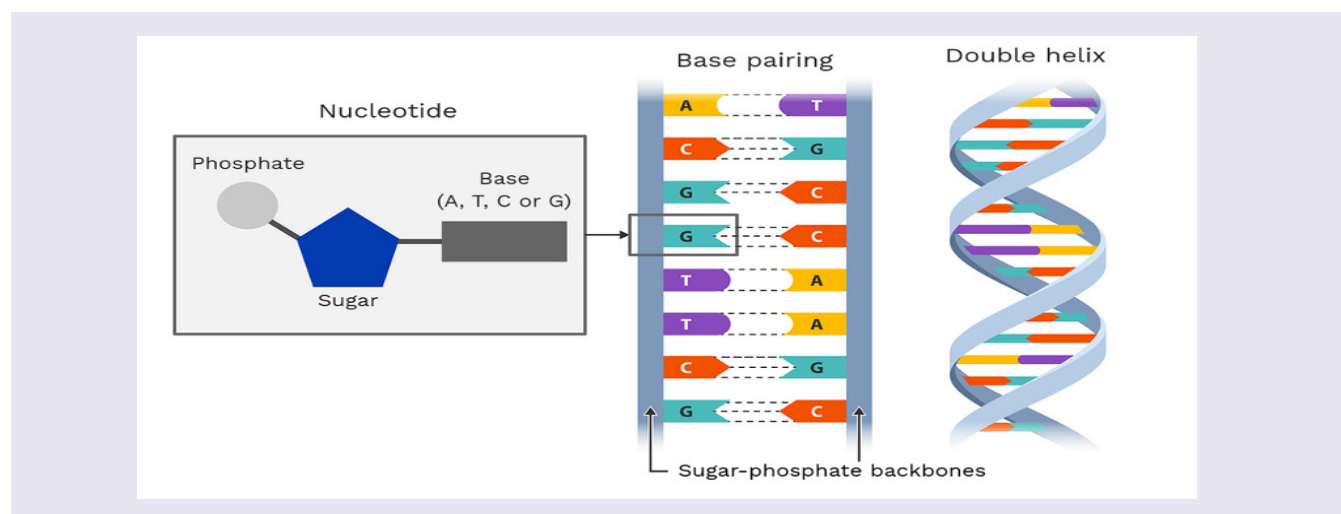 Nucleotide
Phosphate
Base
(A, T, C or G)
Sugar
Base pairing
A T
C G
G C
G C
T A
T A
C G
G C
Sugar-phosphate backbones
Double helix